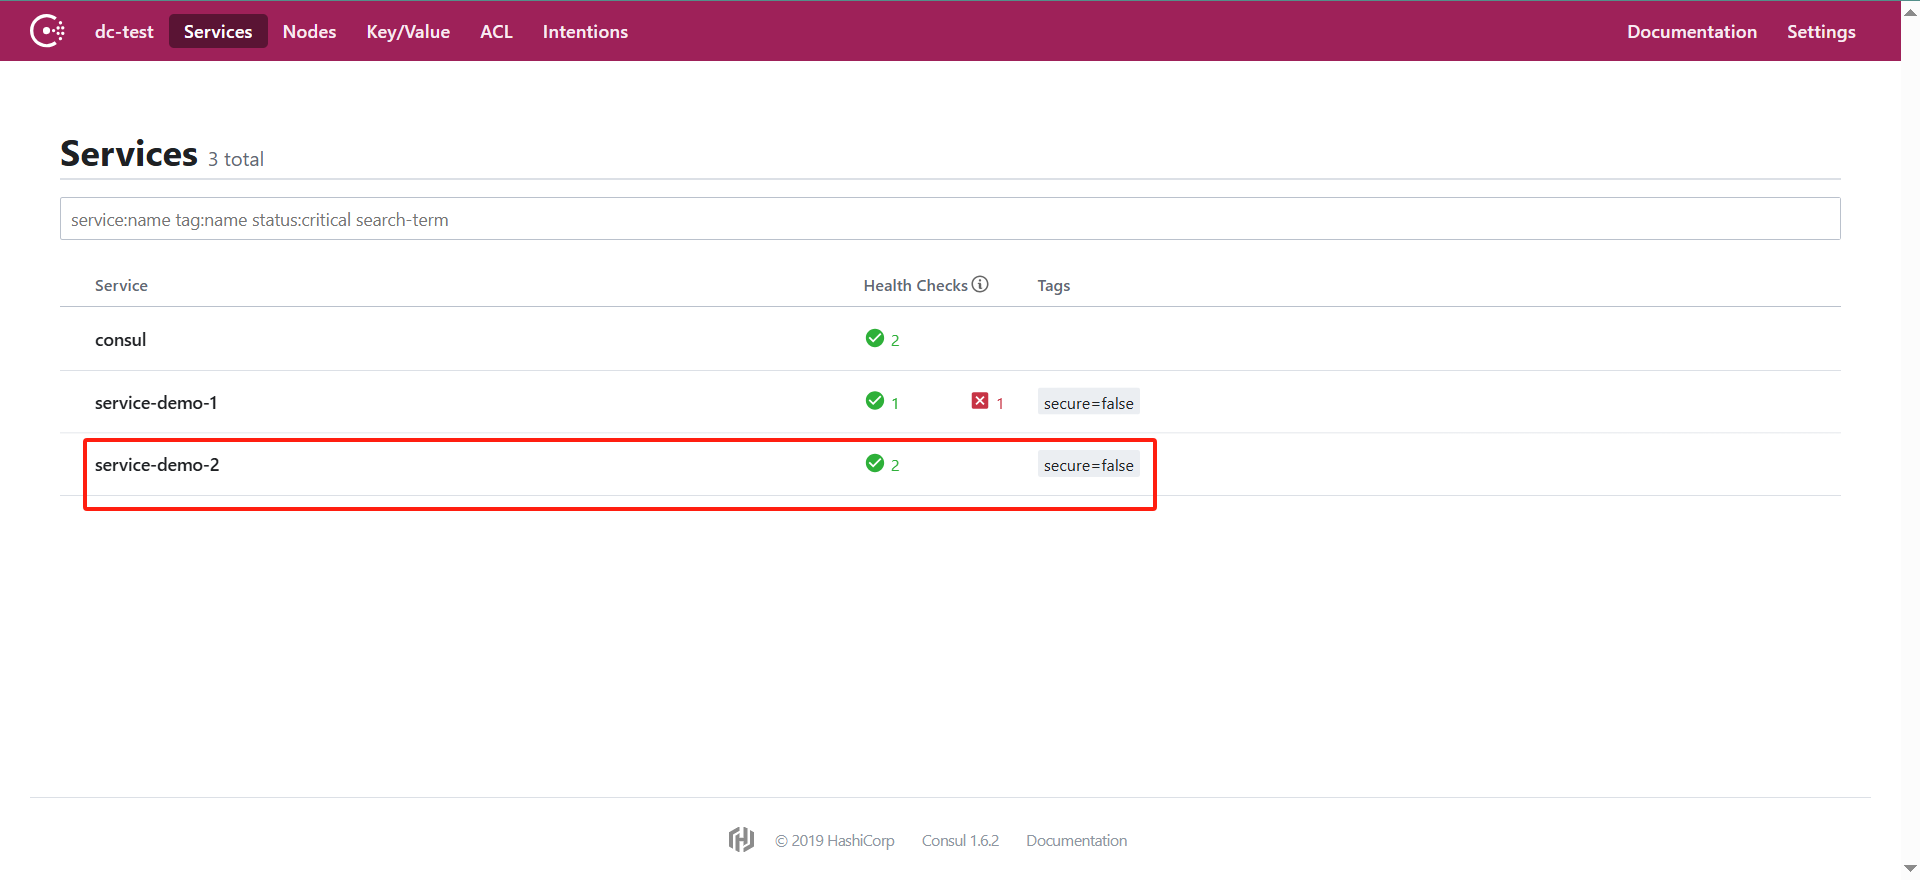 dc-test Services Nodes Key/Value ACL Intentions Documentation Settings
Services 3 total
service:name tag:name status:critical search-term
Service Health Checks Tags
consul 2
service-demo-1 1 1 secure=false
service-demo-2 2 secure=false
© 2019 HashiCorp Consul 1.6.2 Documentation